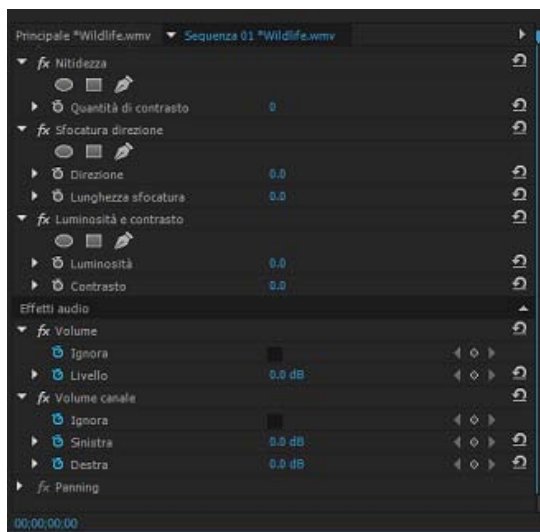 Principale *Wildlife.wmv Sequenza 01 *Wildlife.wmv
fx Nitidezza
Quantità di contrasto 0
fx Sfocatura direzione
Direzione 0.0
Lunghezza sfocatura 0.0
fx Luminosità e contrasto
Luminosità 0.0
Contrasto 0.0
Effetti audio
fx Volume
Ignora
Livello 0.0 dB
fx Volume canale
Ignora
Sinistra 0.0 dB
Destra 0.0 dB
fx Panning
00;00;00;00